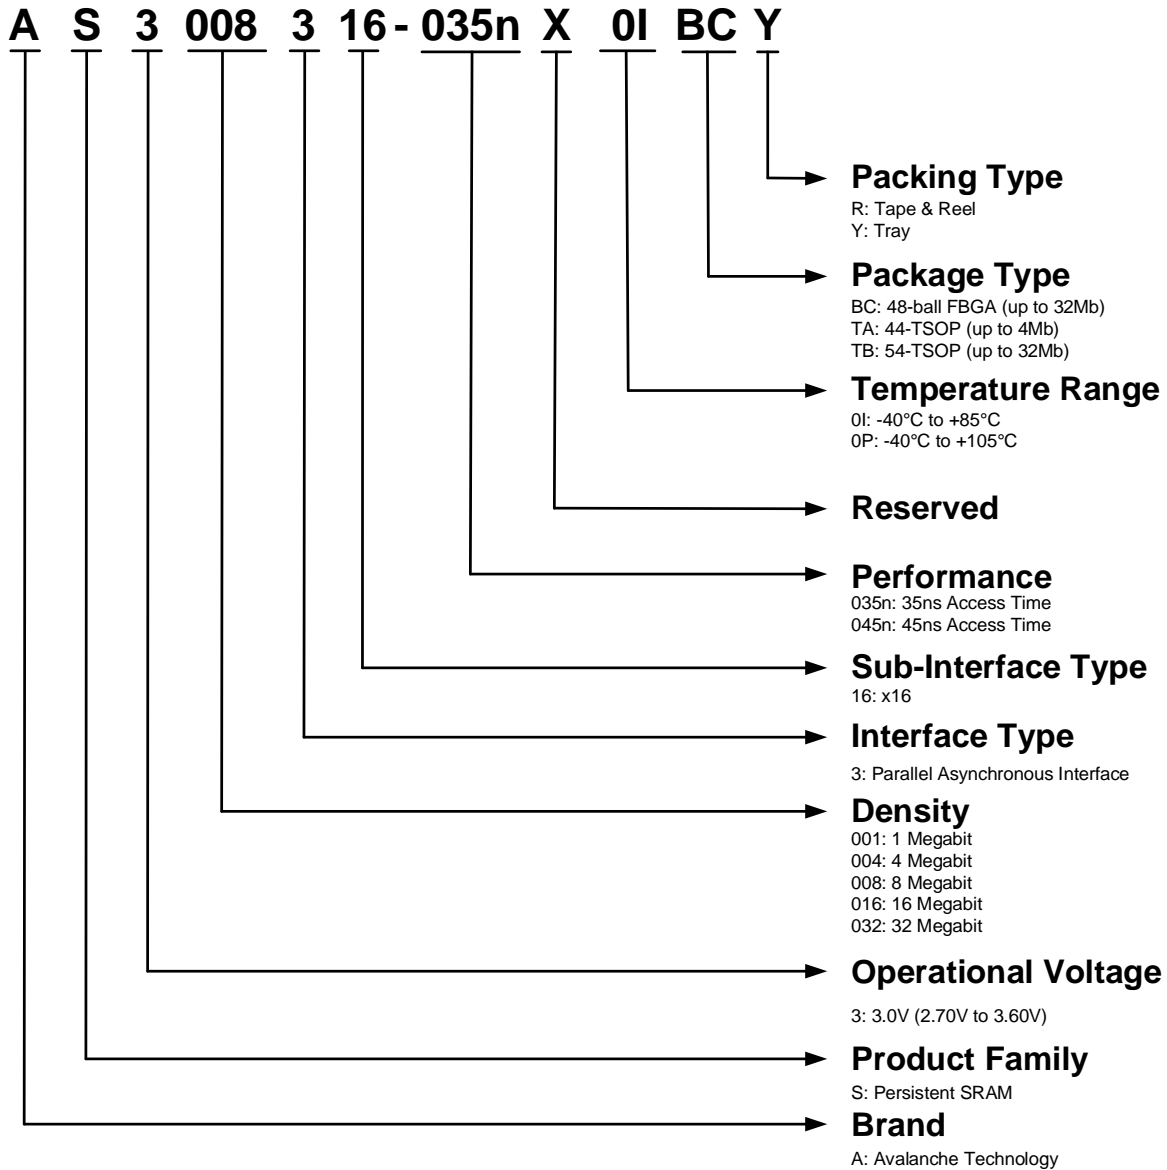 A S 3 008 3 16 - 035n X 0I BC Y
Packing Type
R: Tape & Reel
Y: Tray
Package Type
BC: 48-ball FBGA (up to 32Mb)
TA: 44-TSOP (up to 4Mb)
TB: 54-TSOP (up to 32Mb)
Temperature Range
0I: -40°C to +85°C
0P: -40°C to +105°C
Reserved
Performance
035n: 35ns Access Time
045n: 45ns Access Time
Sub-Interface Type
16: x16
Interface Type
3: Parallel Asynchronous Interface
Density
001: 1 Megabit
004: 4 Megabit
008: 8 Megabit
016: 16 Megabit
032: 32 Megabit
Operational Voltage
3: 3.0V (2.70V to 3.60V)
Product Family
S: Persistent SRAM
Brand
A: Avalanche Technology